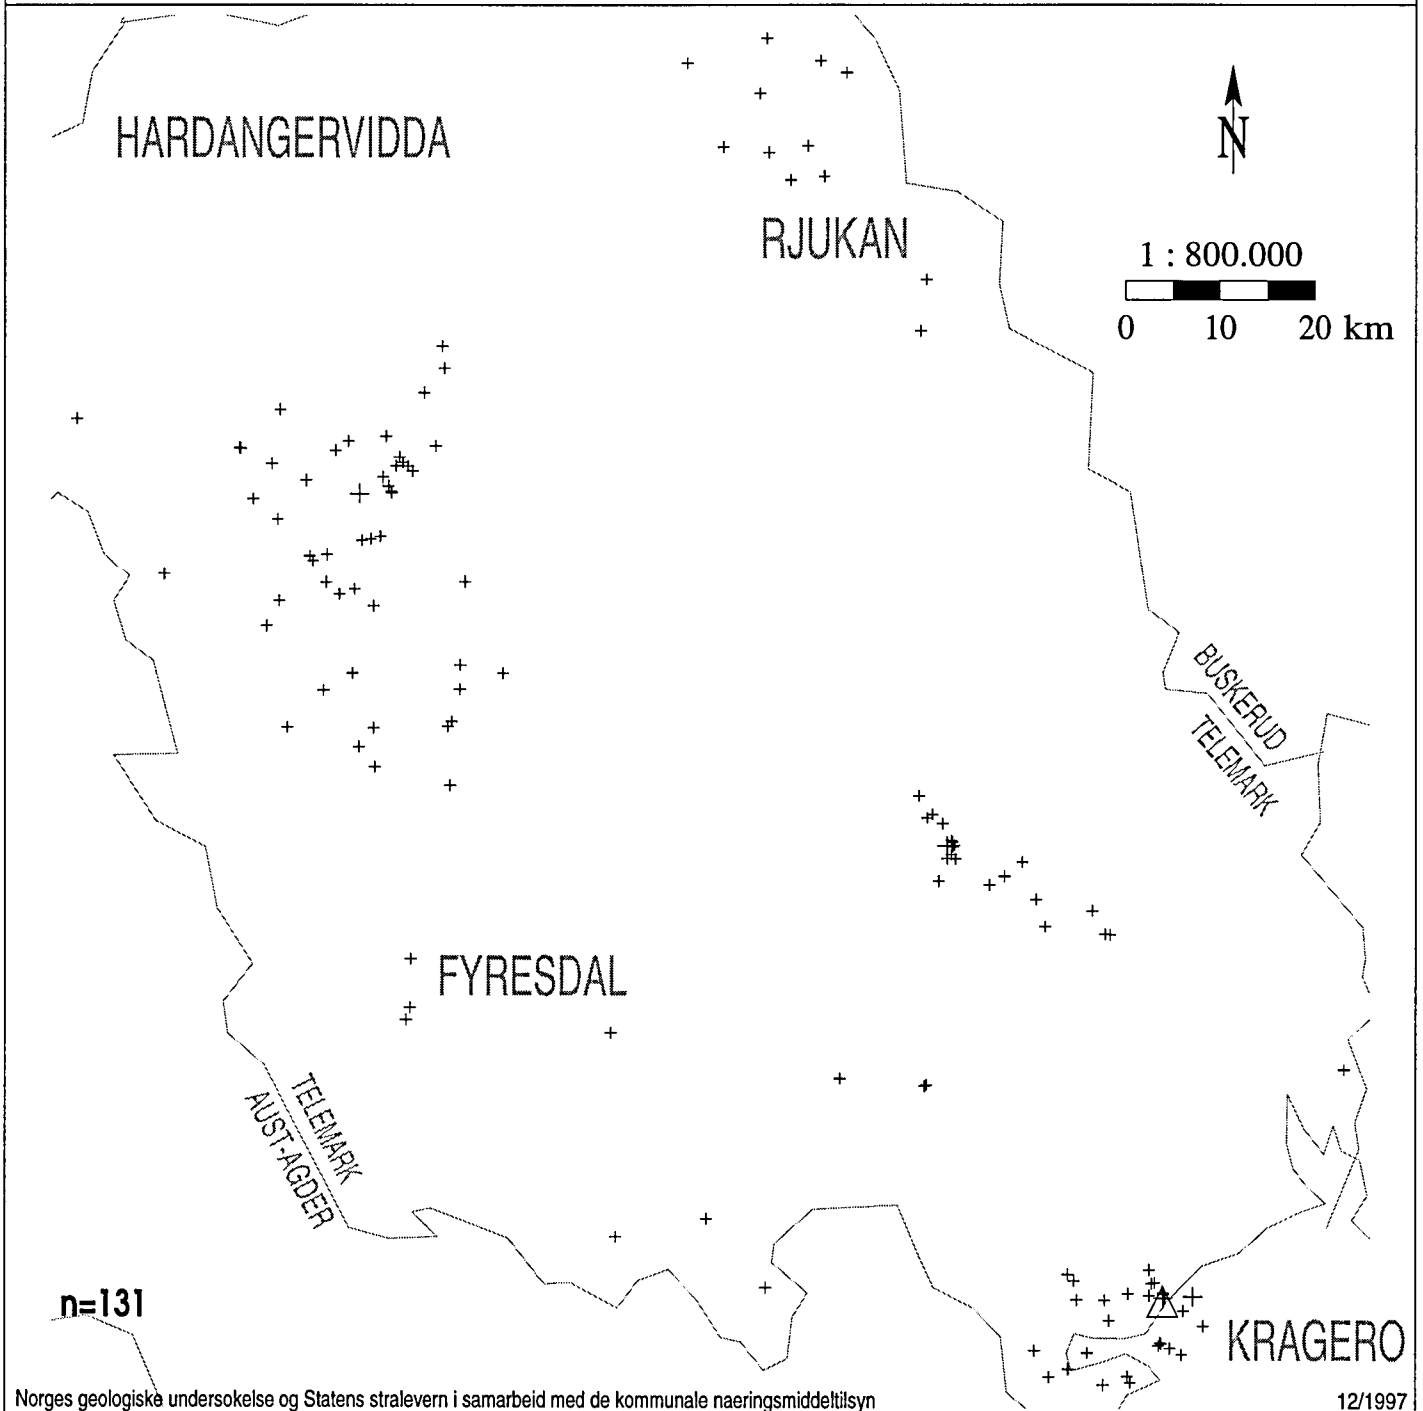 HARDANGERVIDDA
N
RJUKAN
1 : 800.000
0 10 20 km
BUSKERUD
TELEMARK
FYRESDAL
TELEMARK
AUST-AGDER
n=131
KRAGERO
Norges geologiske undersokelse og Statens stralevern i samarbeid med de kommunale naeringsmiddeltilsyn
12/1997